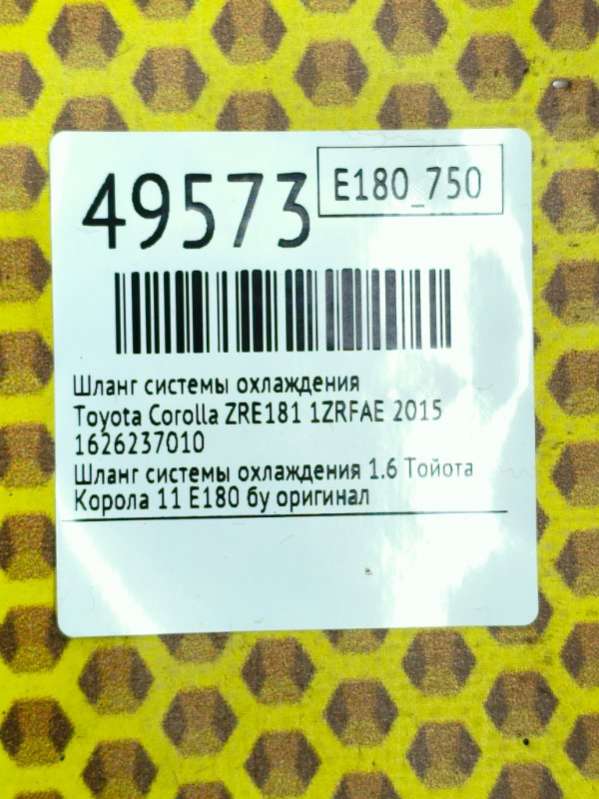 49573
E180_750
Шланг системы охлаждения
Toyota Corolla ZRE181 1ZRFAE 2015
1626237010
Шланг системы охлаждения 1.6 Тойота
Корола 11 Е180 бу оригинал